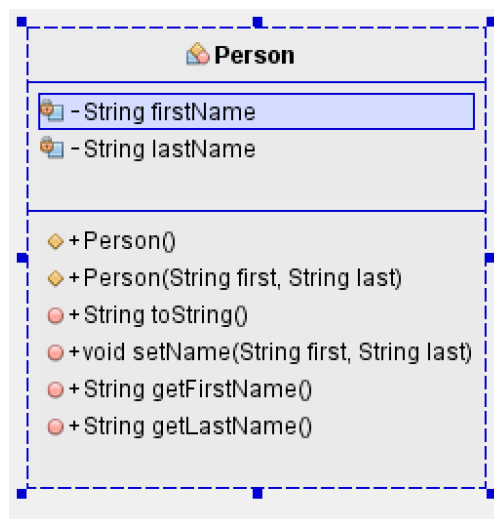 Person
-String firstName
-String lastName
+Person()
+Person(String first, String last)
+String toString()
+void setName(String first, String last)
+String getFirstName()
+String getLastName()